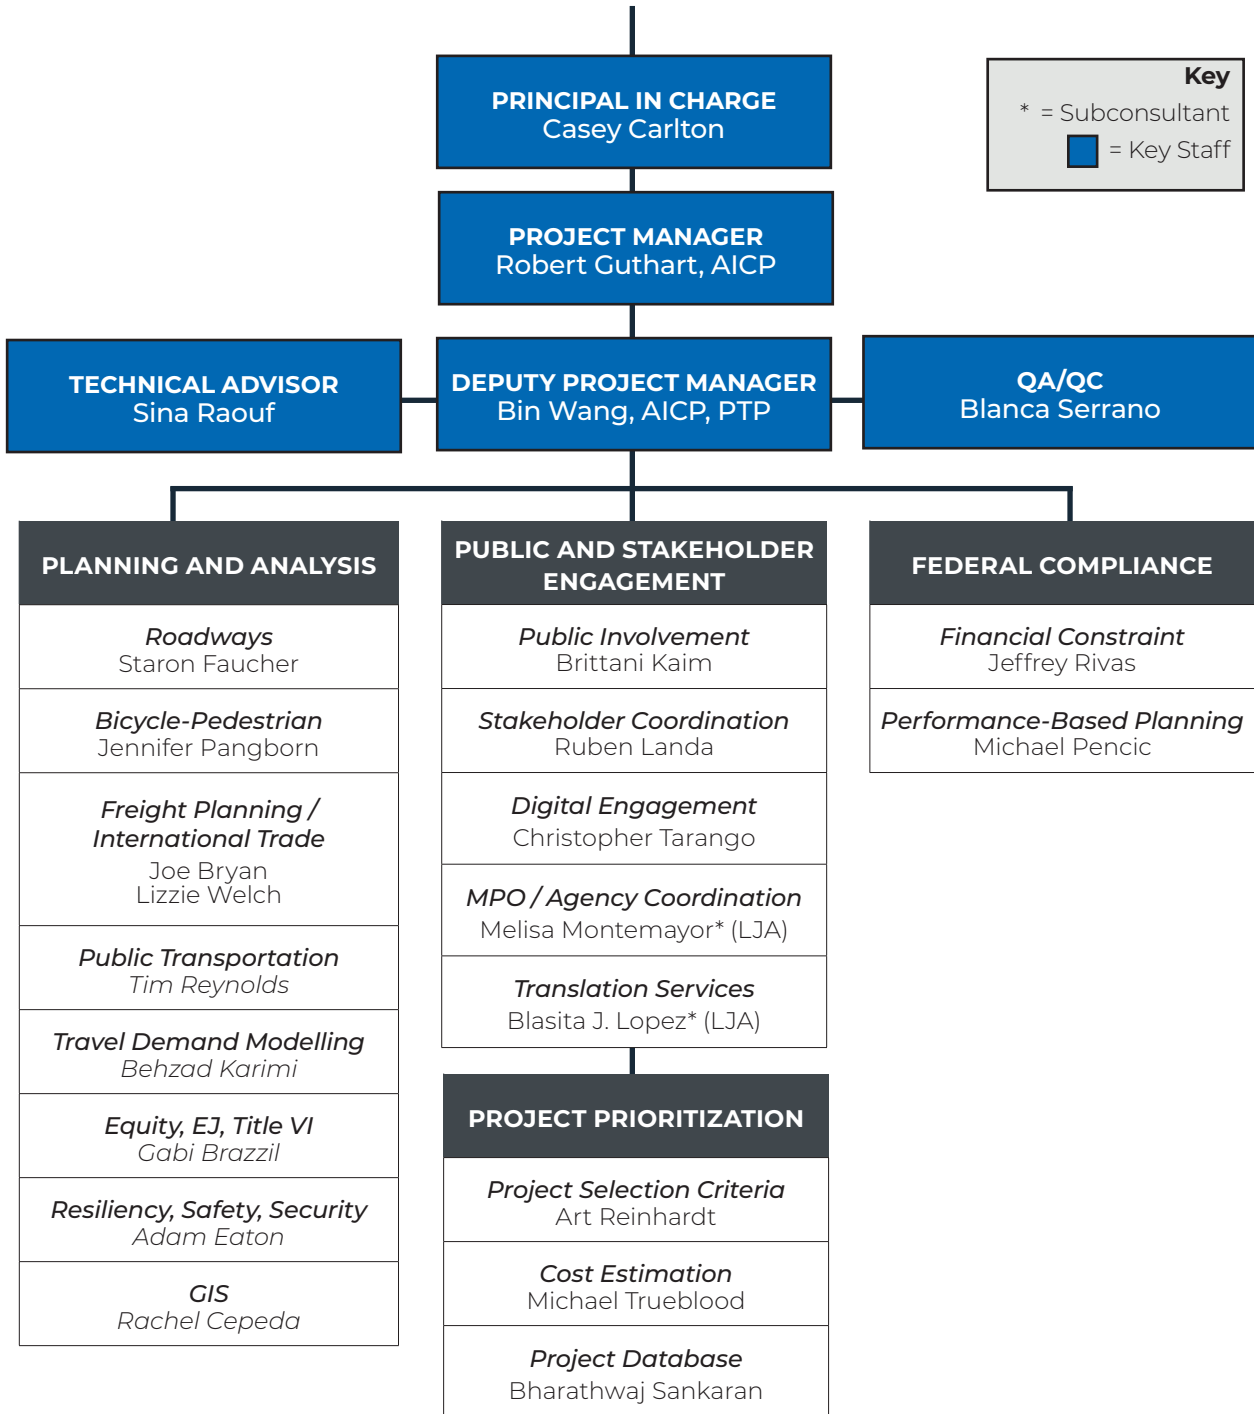 PRINCIPAL IN CHARGE
Casey Carlton
Key
* = Subconsultant
= Key Staff
PROJECT MANAGER
Robert Guthart, AICP
TECHNICAL ADVISOR
Sina Raouf
DEPUTY PROJECT MANAGER
Bin Wang, AICP, PTP
QA/QC
Blanca Serrano
PLANNING AND ANALYSIS
Roadways
Staron Faucher
Bicycle-Pedestrian
Jennifer Pangborn
Freight Planning /
International Trade
Joe Bryan
Lizzie Welch
Public Transportation
Tim Reynolds
Travel Demand Modelling
Behzad Karimi
Equity, EJ, Title VI
Gabi Brazzil
Resiliency, Safety, Security
Adam Eaton
GIS
Rachel Cepeda
PUBLIC AND STAKEHOLDER
ENGAGEMENT
Public Involvement
Brittani Kaim
Stakeholder Coordination
Ruben Landa
Digital Engagement
Christopher Tarango
MPO / Agency Coordination
Melisa Montemayor* (LJA)
Translation Services
Blasita J. Lopez* (LJA)
PROJECT PRIORITIZATION
Project Selection Criteria
Art Reinhardt
Cost Estimation
Michael Trueblood
Project Database
Bharathwaj Sankaran
FEDERAL COMPLIANCE
Financial Constraint
Jeffrey Rivas
Performance-Based Planning
Michael Pencic